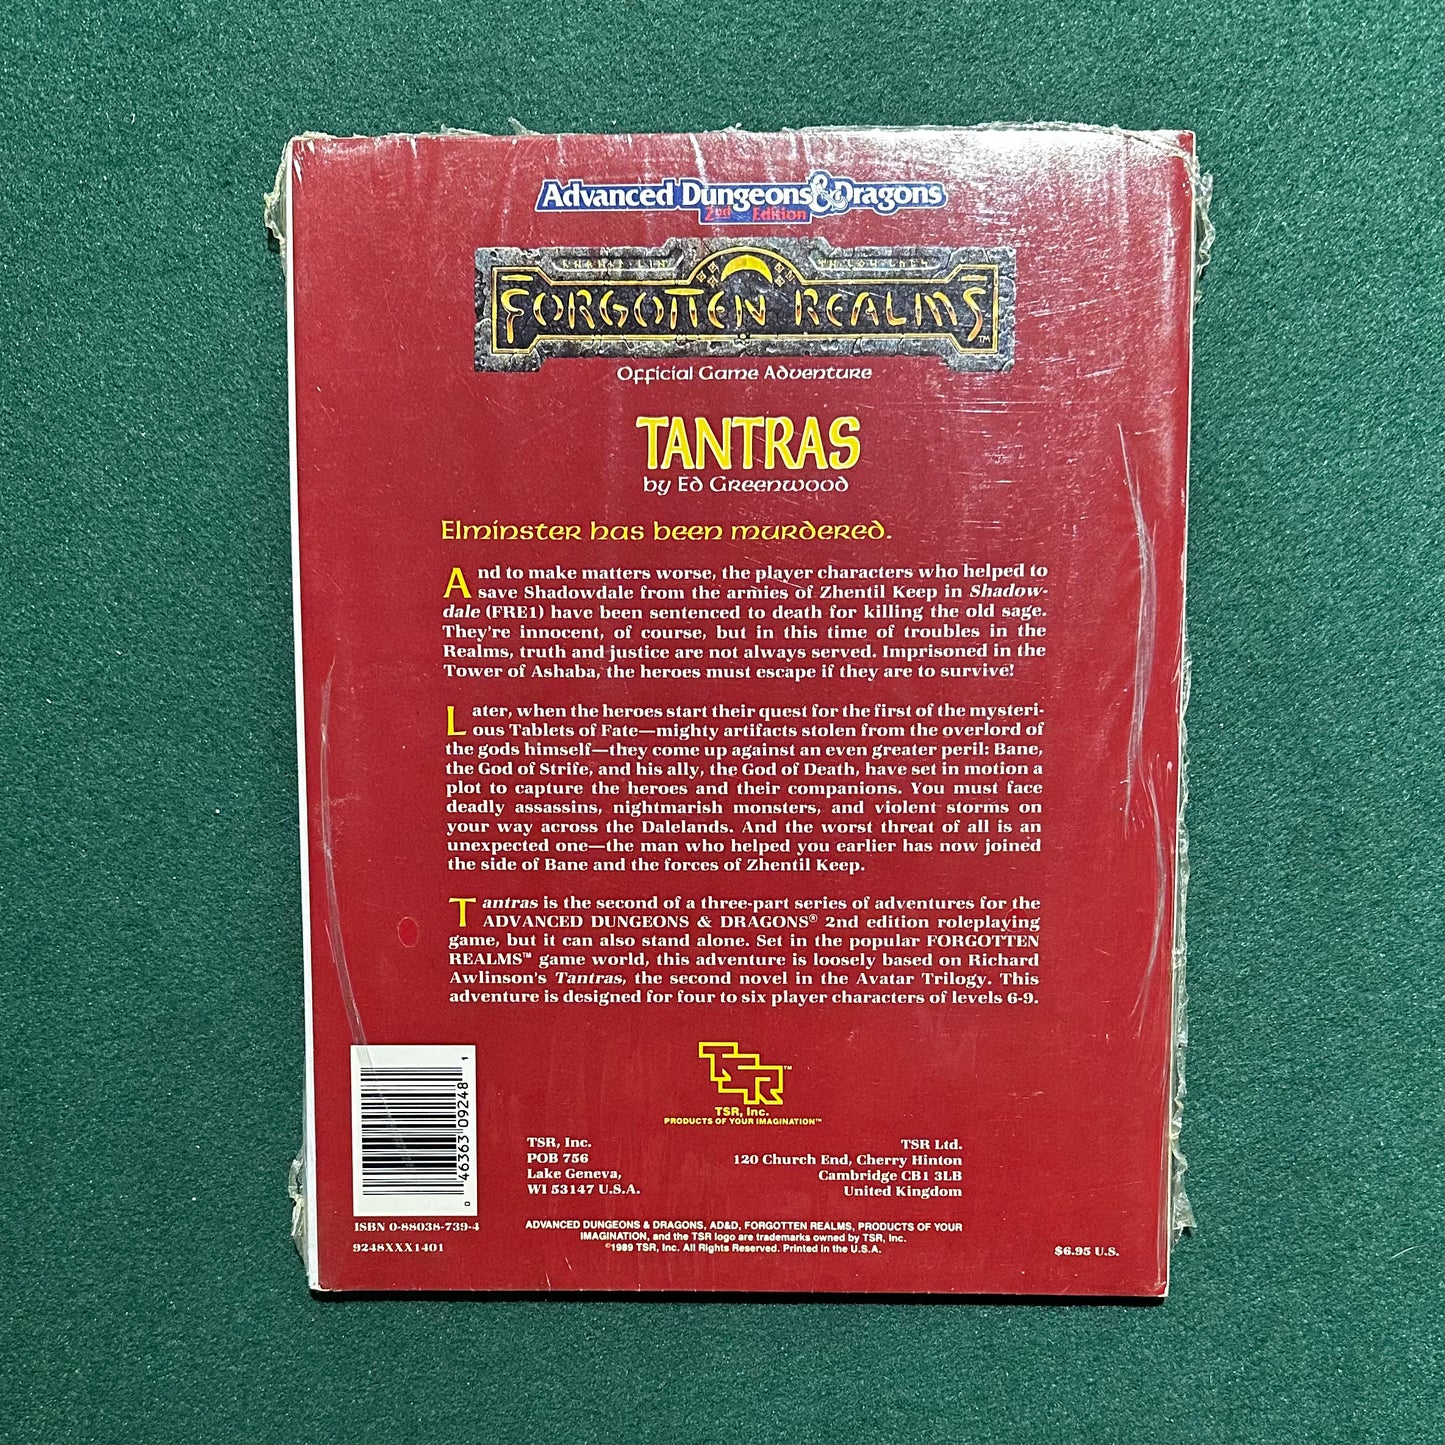 Advanced Dungeons & Dragons
2nd Edition
FORGOTTEN REALMS™
Official Game Adventure
TANTRAS
by Ed Greenwood
Elminster has been murdered.
And to make matters worse, the player characters who helped to
save Shadowdale from the armies of Zhentil Keep in Shadow-
dale (FRE1) have been sentenced to death for killing the old sage.
They're innocent, of course, but in this time of troubles in the
Realms, truth and justice are not always served. Imprisoned in the
Tower of Ashaba, the heroes must escape if they are to survive!
Later, when the heroes start their quest for the first of the mysteri-
ous Tablets of Fate—mighty artifacts stolen from the overlord of
the gods himself—they come up against an even greater peril: Bane,
the God of Strife, and his ally, the God of Death, have set in motion a
plot to capture the heroes and their companions. You must face
deadly assassins, nightmarish monsters, and violent storms on
your way across the Dalelands. And the worst threat of all is an
unexpected one—the man who helped you earlier has now joined
the side of Bane and the forces of Zhentil Keep.
Tantras is the second of a three-part series of adventures for the
ADVANCED DUNGEONS & DRAGONS® 2nd edition roleplaying
game, but it can also stand alone. Set in the popular FORGOTTEN
REALMS™ game world, this adventure is loosely based on Richard
Awlinson's Tantras, the second novel in the Avatar Trilogy. This
adventure is designed for four to six player characters of levels 6-9.
TSR™
TSR, Inc.
PRODUCTS OF YOUR IMAGINATION™
TSR, Inc.
POB 756
Lake Geneva,
WI 53147 U.S.A.
TSR Ltd.
120 Church End, Cherry Hinton
Cambridge CB1 3LB
United Kingdom
0 46363 09248 1
ISBN 0-88038-739-4
9248XXX1401
ADVANCED DUNGEONS & DRAGONS, AD&D, FORGOTTEN REALMS, PRODUCTS OF YOUR
IMAGINATION, and the TSR logo are trademarks owned by TSR, Inc.
©1989 TSR, Inc. All Rights Reserved. Printed in the U.S.A.
$6.95 U.S.